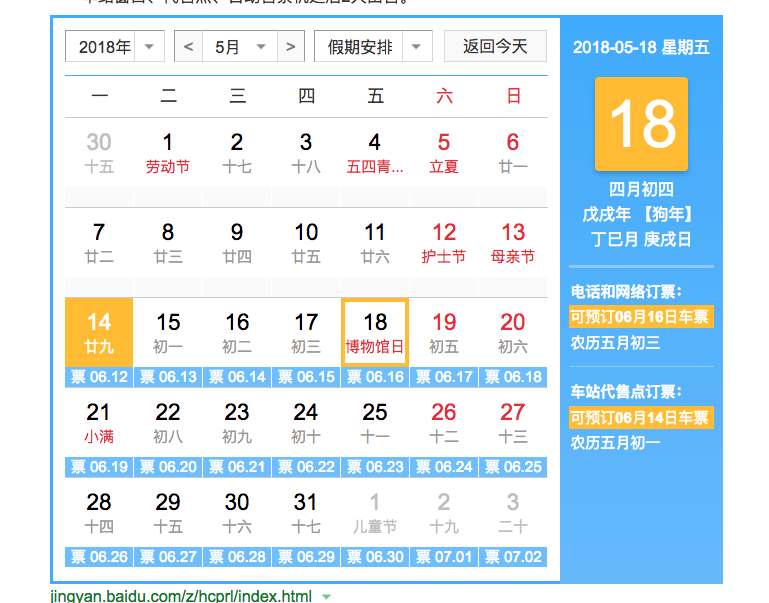 2018年 < 5月 > 假期安排 返回今天
一 二 三 四 五 六 日
30 1 2 3 4 5 6
十五 劳动节 十七 十八 五四青... 立夏 廿一
7 8 9 10 11 12 13
廿二 廿三 廿四 廿五 廿六 护士节 母亲节
14 15 16 17 18 19 20
廿九 初一 初二 初三 博物馆日 初五 初六
票 06.12 票 06.13 票 06.14 票 06.15 票 06.16 票 06.17 票 06.18
21 22 23 24 25 26 27
小满 初八 初九 初十 十一 十二 十三
票 06.19 票 06.20 票 06.21 票 06.22 票 06.23 票 06.24 票 06.25
28 29 30 31 1 2 3
十四 十五 十六 十七 儿童节 十九 二十
票 06.26 票 06.27 票 06.28 票 06.29 票 06.30 票 07.01 票 07.02
2018-05-18 星期五
18
四月初四
戊戌年 【狗年】
丁巳月 庚戌日
电话和网络订票：
可预订06月16日车票
农历五月初三
车站代售点订票：
可预订06月14日车票
农历五月初一
jingyan.baidu.com/z/hcprl/index.html